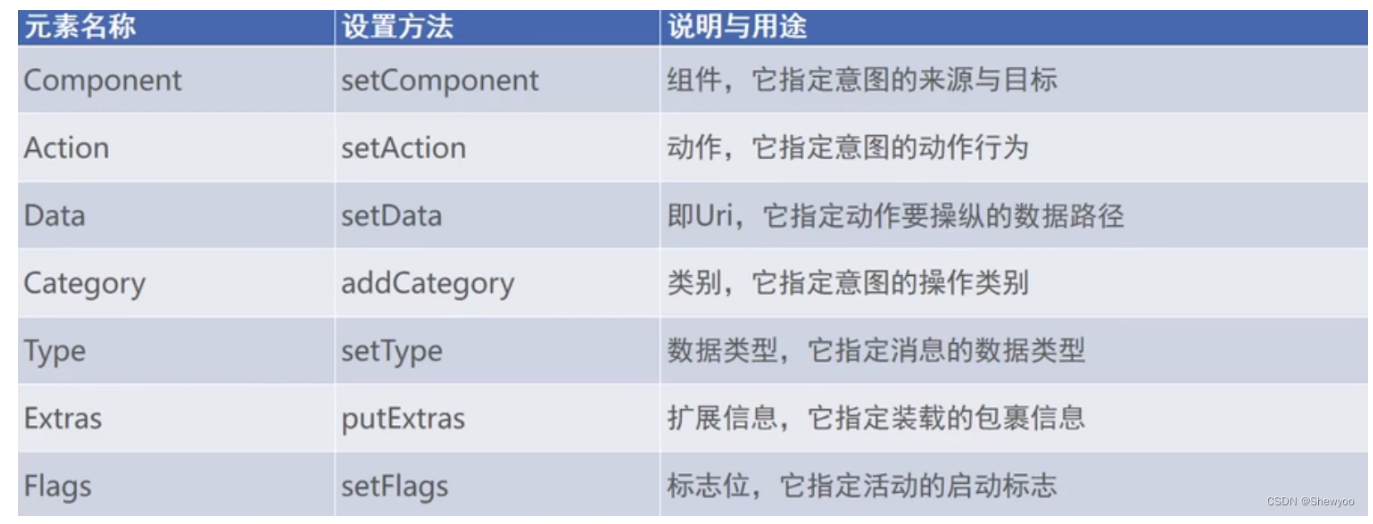 元素名称 设置方法 说明与用途
Component setComponent 组件，它指定意图的来源与目标
Action setAction 动作，它指定意图的动作行为
Data setData 即Uri，它指定动作要操纵的数据路径
Category addCategory 类别，它指定意图的操作类别
Type setType 数据类型，它指定消息的数据类型
Extras putExtras 扩展信息，它指定装载的包裹信息
Flags setFlags 标志位，它指定活动的启动标志
CSDN @Shewyoo